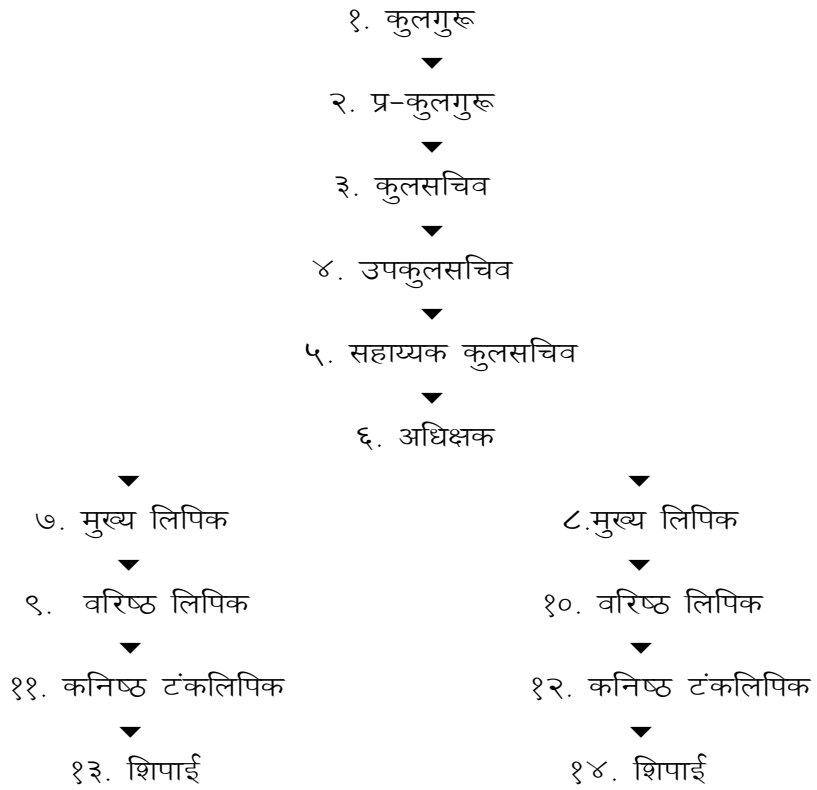 १. कुलगुरू
२. प्र-कुलगुरू
३. कुलसचिव
४. उपकुलसचिव
५. सहाय्यक कुलसचिव
६. अधिक्षक
७. मुख्य लिपिक ८.मुख्य लिपिक
९. वरिष्ठ लिपिक १०. वरिष्ठ लिपिक
११. कनिष्ठ टंकलिपिक १२. कनिष्ठ टंकलिपिक
१३. शिपाई १४. शिपाई